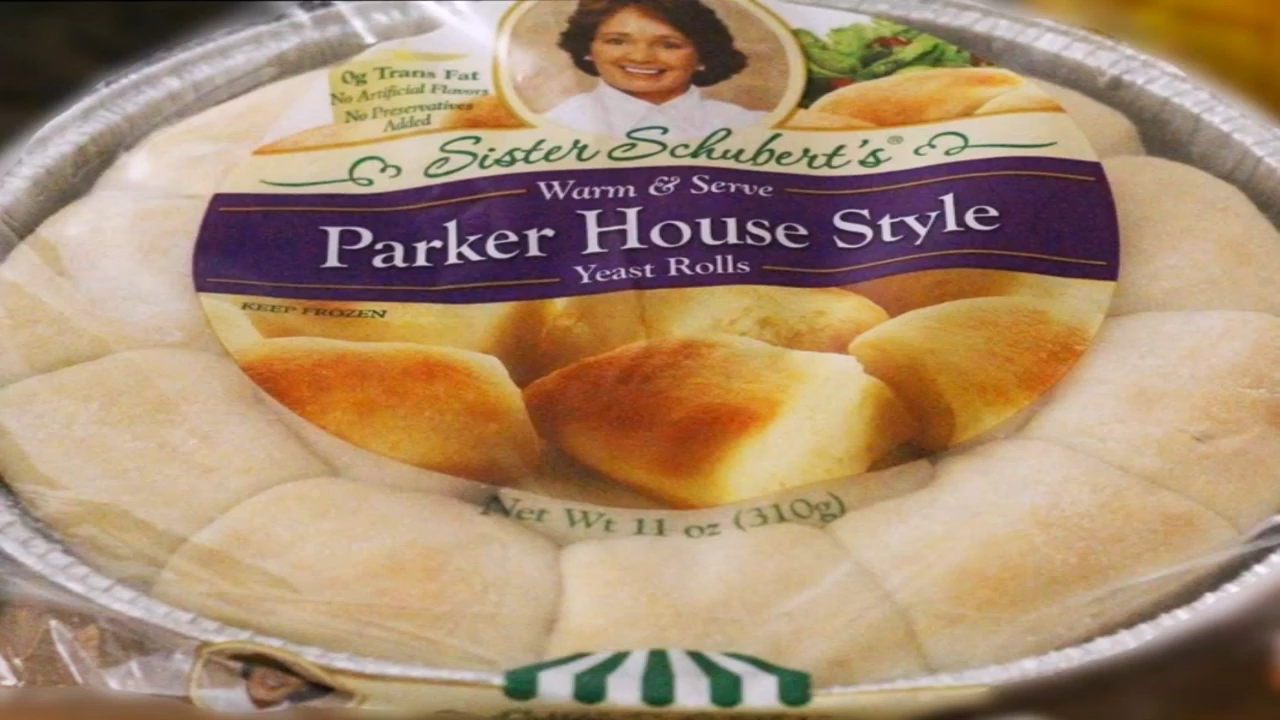 0g Trans Fat
No Artificial Flavors
No Preservatives
Added
Sister Schubert's®
Warm & Serve
Parker House Style
Yeast Rolls
KEEP FROZEN
Net Wt 11 oz (310g)